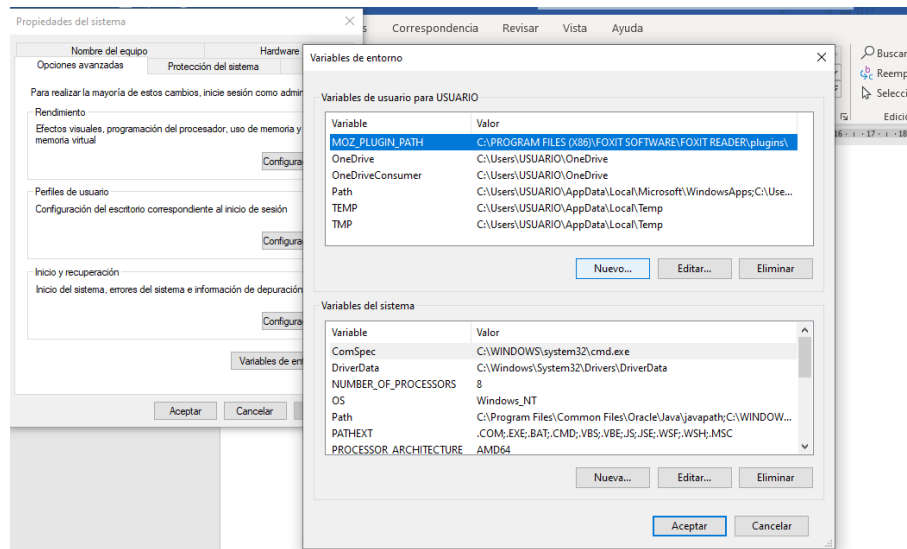 Propiedades del sistema
Correspondencia Revisar Vista Ayuda
Nombre del equipo Hardware
Opciones avanzadas Protección del sistema
Para realizar la mayoría de estos cambios, inicie sesión como admin
Rendimiento
Efectos visuales, programación del procesador, uso de memoria y
memoria virtual
Configura
Perfiles de usuario
Configuración del escritorio correspondiente al inicio de sesión
Configura
Inicio y recuperación
Inicio del sistema, errores del sistema e información de depuración
Configura
Variables de en
Aceptar Cancelar
Variables de entorno
Variables de usuario para USUARIO
Variable Valor
MOZ_PLUGIN_PATH C:\PROGRAM FILES (X86)\FOXIT SOFTWARE\FOXIT READER\plugins\
OneDrive C:\Users\USUARIO\OneDrive
OneDriveConsumer C:\Users\USUARIO\OneDrive
Path C:\Users\USUARIO\AppData\Local\Microsoft\WindowsApps;C:\Use...
TEMP C:\Users\USUARIO\AppData\Local\Temp
TMP C:\Users\USUARIO\AppData\Local\Temp
Nuevo... Editar... Eliminar
Variables del sistema
Variable Valor
ComSpec C:\WINDOWS\system32\cmd.exe
DriverData C:\Windows\System32\Drivers\DriverData
NUMBER_OF_PROCESSORS 8
OS Windows_NT
Path C:\Program Files\Common Files\Oracle\Java\javapath;C:\WINDOW...
PATHEXT .COM;.EXE;.BAT;.CMD;.VBS;.VBE;.JS;.JSE;.WSF;.WSH;.MSC
PROCESSOR_ARCHITECTURE AMD64
Nueva... Editar... Eliminar
Aceptar Cancelar
Buscar
Reemp
Selecci
Edició
16 17 18